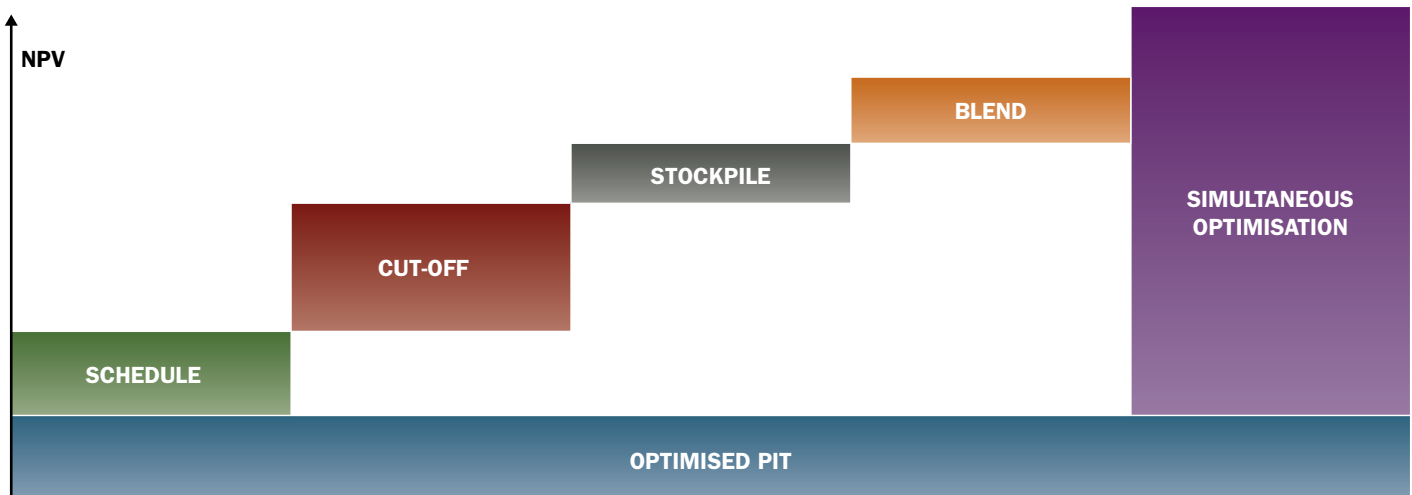 NPV
BLEND
STOCKPILE
SIMULTANEOUS
OPTIMISATION
CUT-OFF
SCHEDULE
OPTIMISED PIT